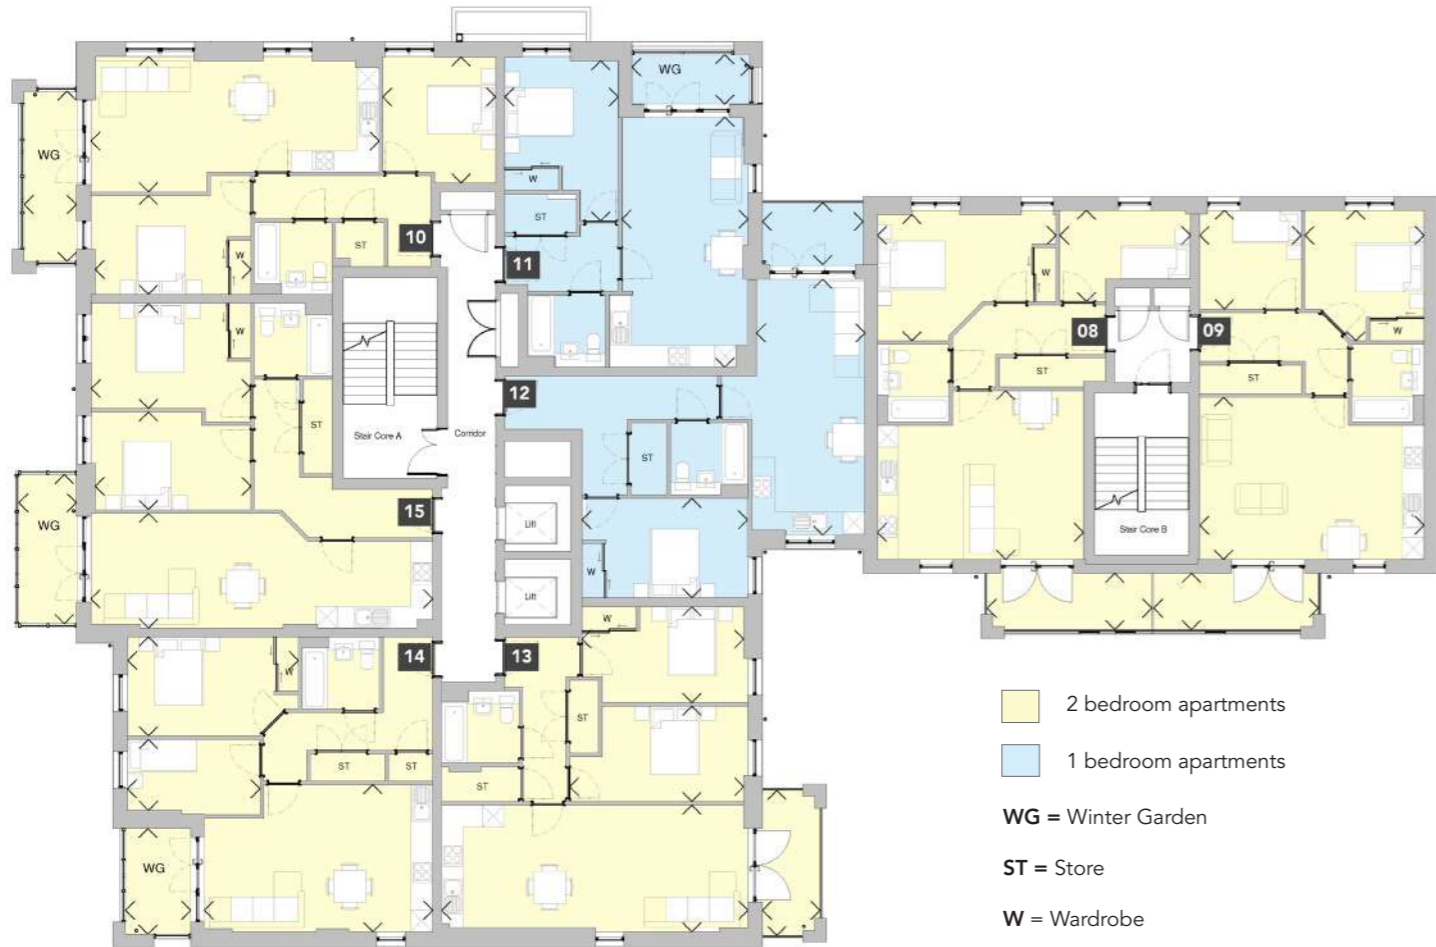 WG
WG
10
W
ST
11
ST
W
W
ST
08
09
W
ST
ST
W
12
Stair Core A
Corridor
ST
ST
15
WG
Lift
Lift
W
Stair Core B
W
14
13
W
ST
ST
ST
ST
WG
2 bedroom apartments
1 bedroom apartments
WG = Winter Garden
ST = Store
W = Wardrobe